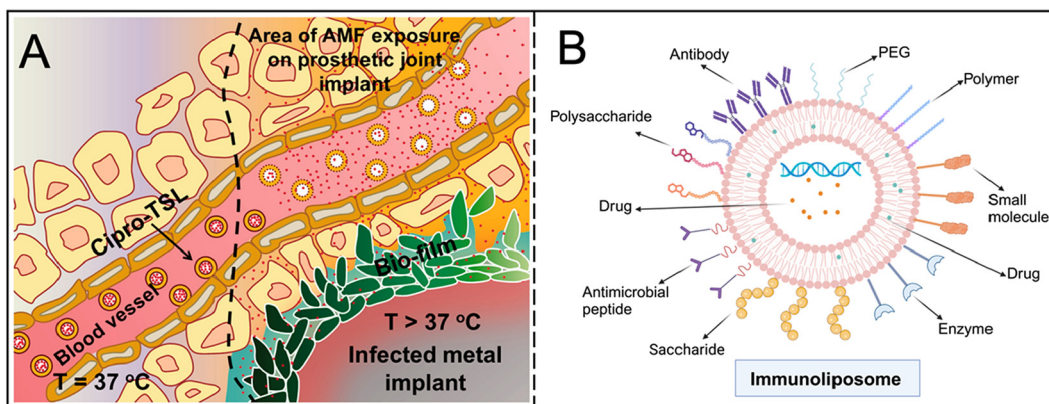 A
Area of AMF exposure
on prosthetic joint
implant
Cipro-TSL
Blood vessel
T = 37 °C
Bio-film
T > 37 °C
Infected metal
implant
B
Antibody
PEG
Polymer
Polysaccharide
Drug
Small
molecule
Antimicrobial
peptide
Drug
Saccharide
Enzyme
Immunoliposome